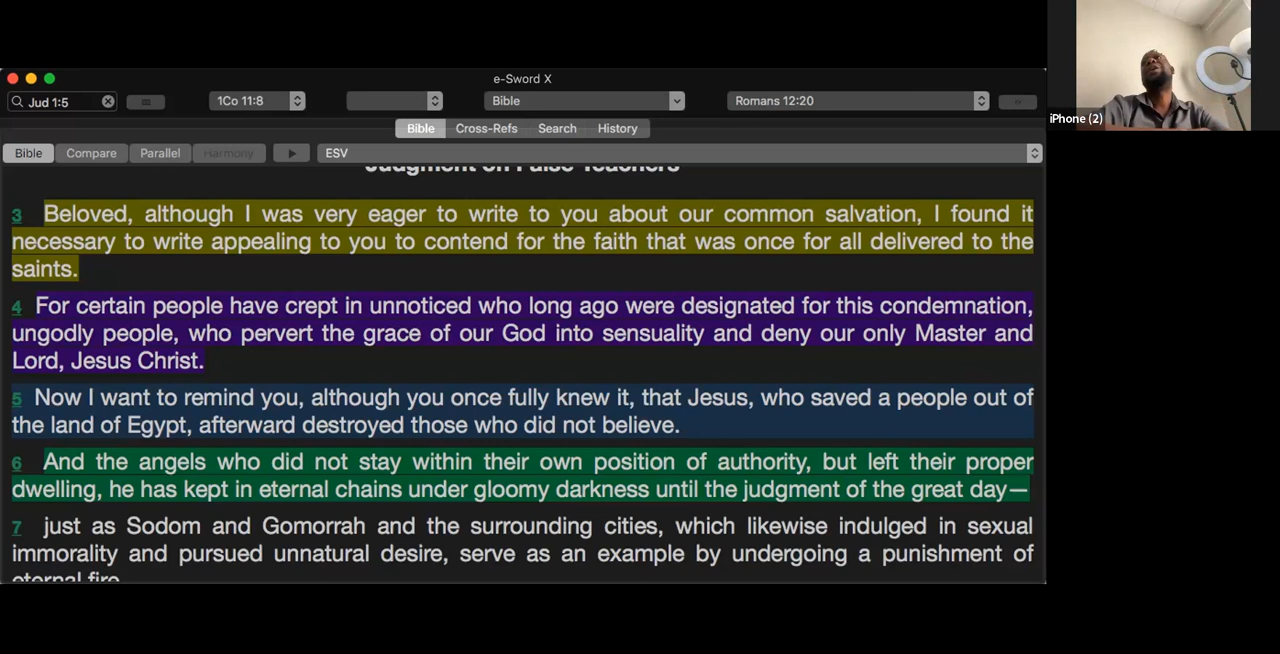 e-Sword X
Jud 1:5
1Co 11:8
Bible
Romans 12:20
iPhone (2)
Bible
Cross-Refs
Search
History
Bible
Compare
Parallel
Harmony
ESV
Judgment on False Teachers
3 Beloved, although I was very eager to write to you about our common salvation, I found it
necessary to write appealing to you to contend for the faith that was once for all delivered to the
saints.
4 For certain people have crept in unnoticed who long ago were designated for this condemnation,
ungodly people, who pervert the grace of our God into sensuality and deny our only Master and
Lord, Jesus Christ.
5 Now I want to remind you, although you once fully knew it, that Jesus, who saved a people out of
the land of Egypt, afterward destroyed those who did not believe.
6 And the angels who did not stay within their own position of authority, but left their proper
dwelling, he has kept in eternal chains under gloomy darkness until the judgment of the great day—
7 just as Sodom and Gomorrah and the surrounding cities, which likewise indulged in sexual
immorality and pursued unnatural desire, serve as an example by undergoing a punishment of
eternal fire.